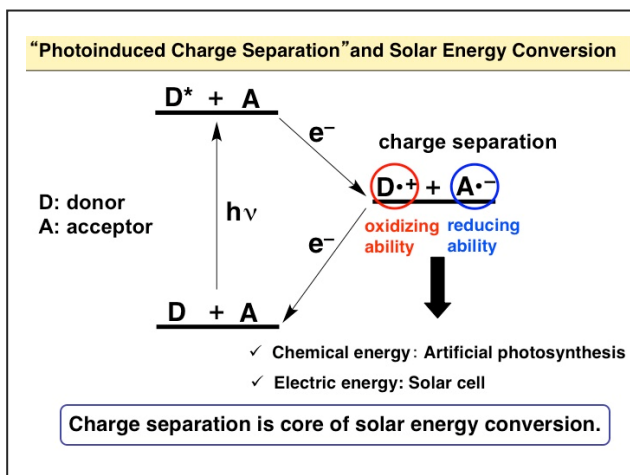 “Photoinduced Charge Separation”and Solar Energy Conversion
D* + A
e–
charge separation
D•+ + A•–
D: donor
A: acceptor
hν
oxidizing ability
reducing ability
e–
D + A
✓ Chemical energy: Artificial photosynthesis
✓ Electric energy: Solar cell
Charge separation is core of solar energy conversion.